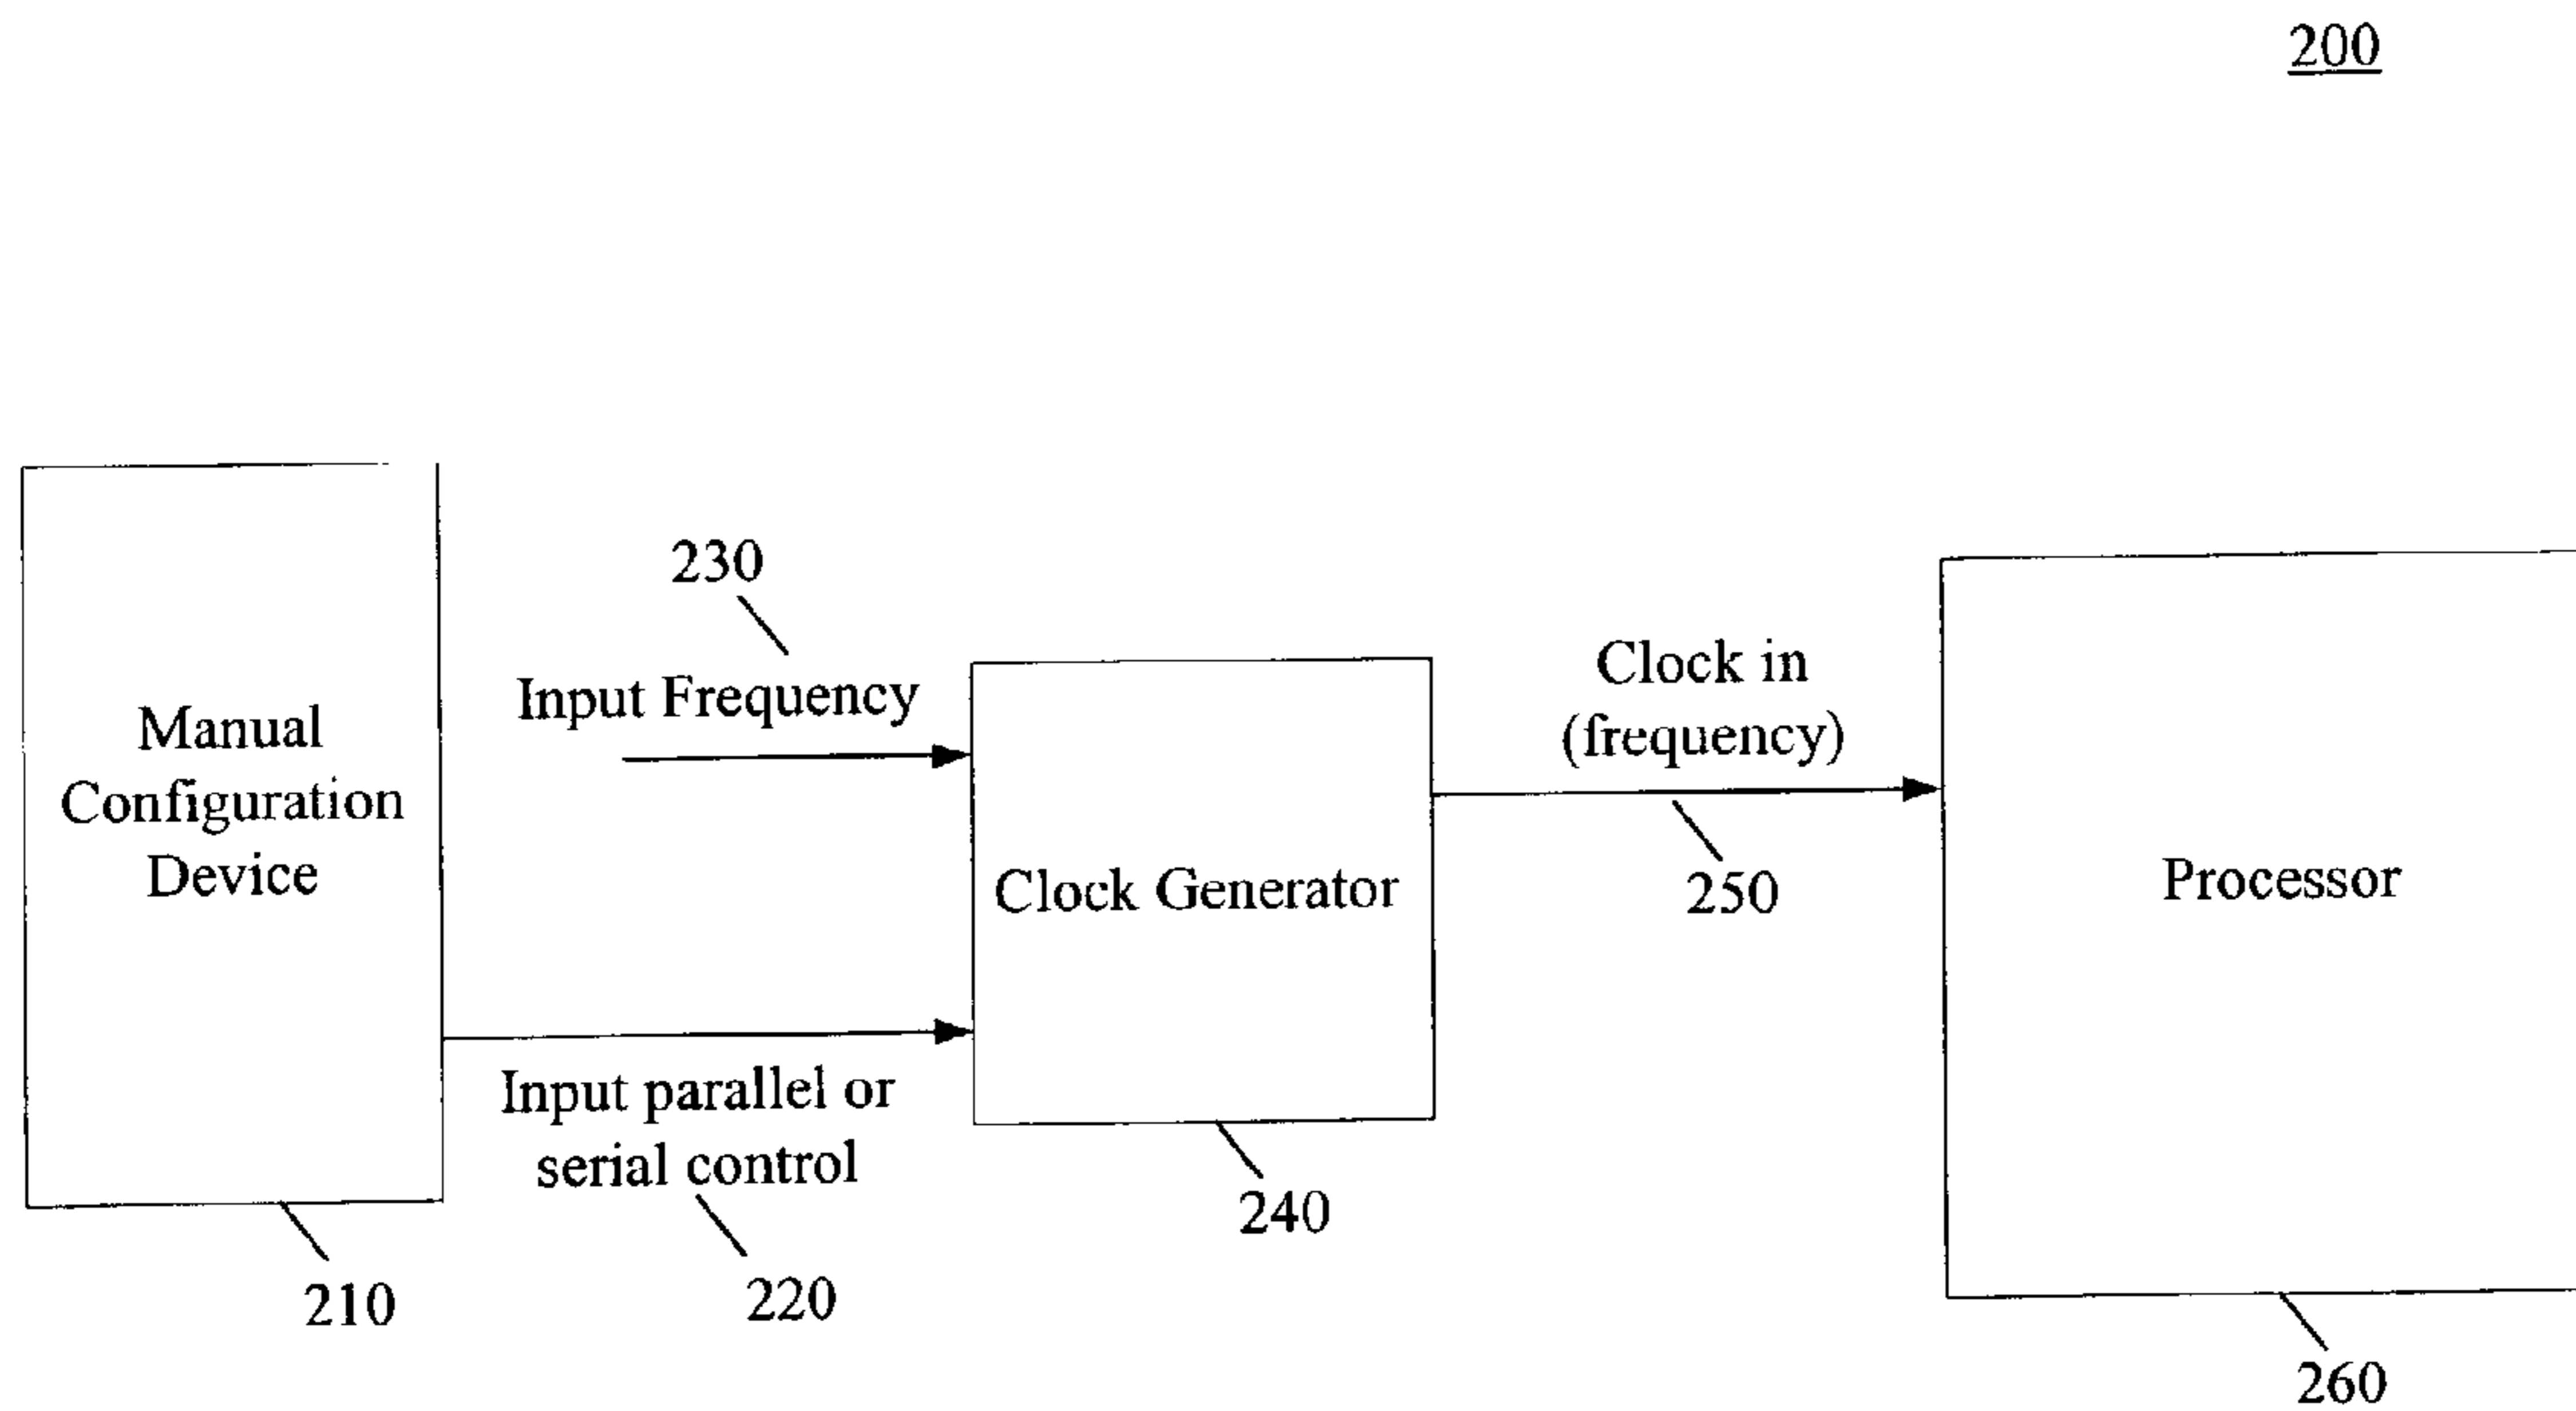 200
230
Input Frequency
Manual
Configuration
Device
Clock in
(frequency)
250
Clock Generator
Processor
Input parallel or
serial control
210
220
240
260